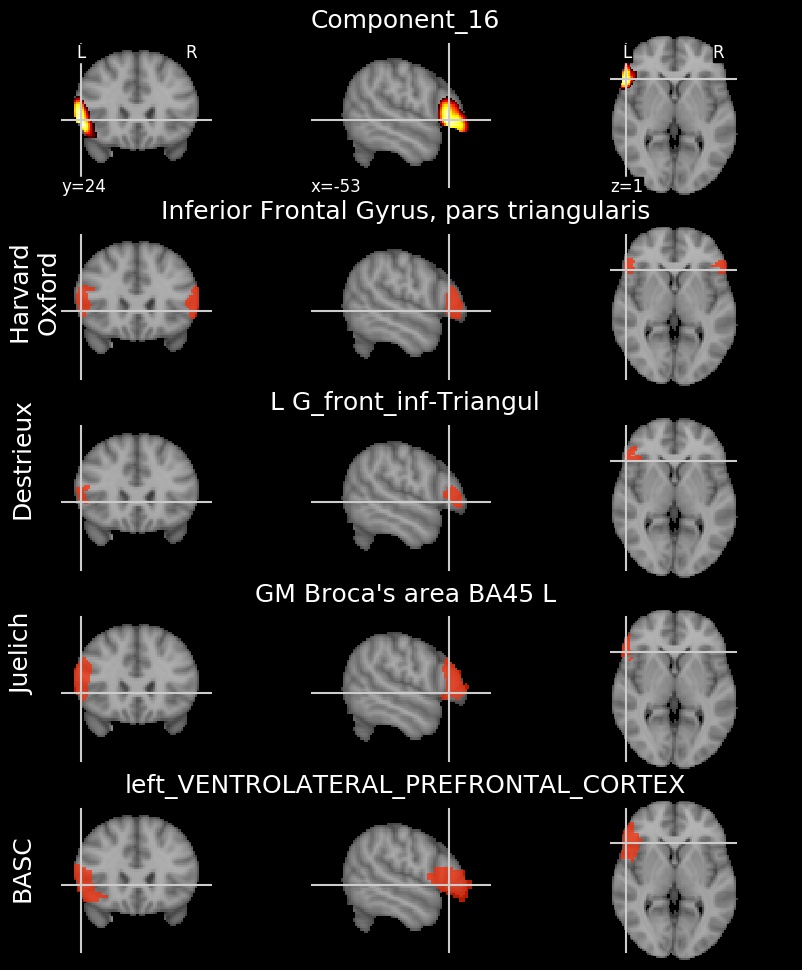 Component_16
L R
L R
y=24
x=-53
z=1
Inferior Frontal Gyrus, pars triangularis
Harvard
Oxford
L G_front_inf-Triangul
Destrieux
GM Broca's area BA45 L
Juelich
left_VENTROLATERAL_PREFRONTAL_CORTEX
BASC